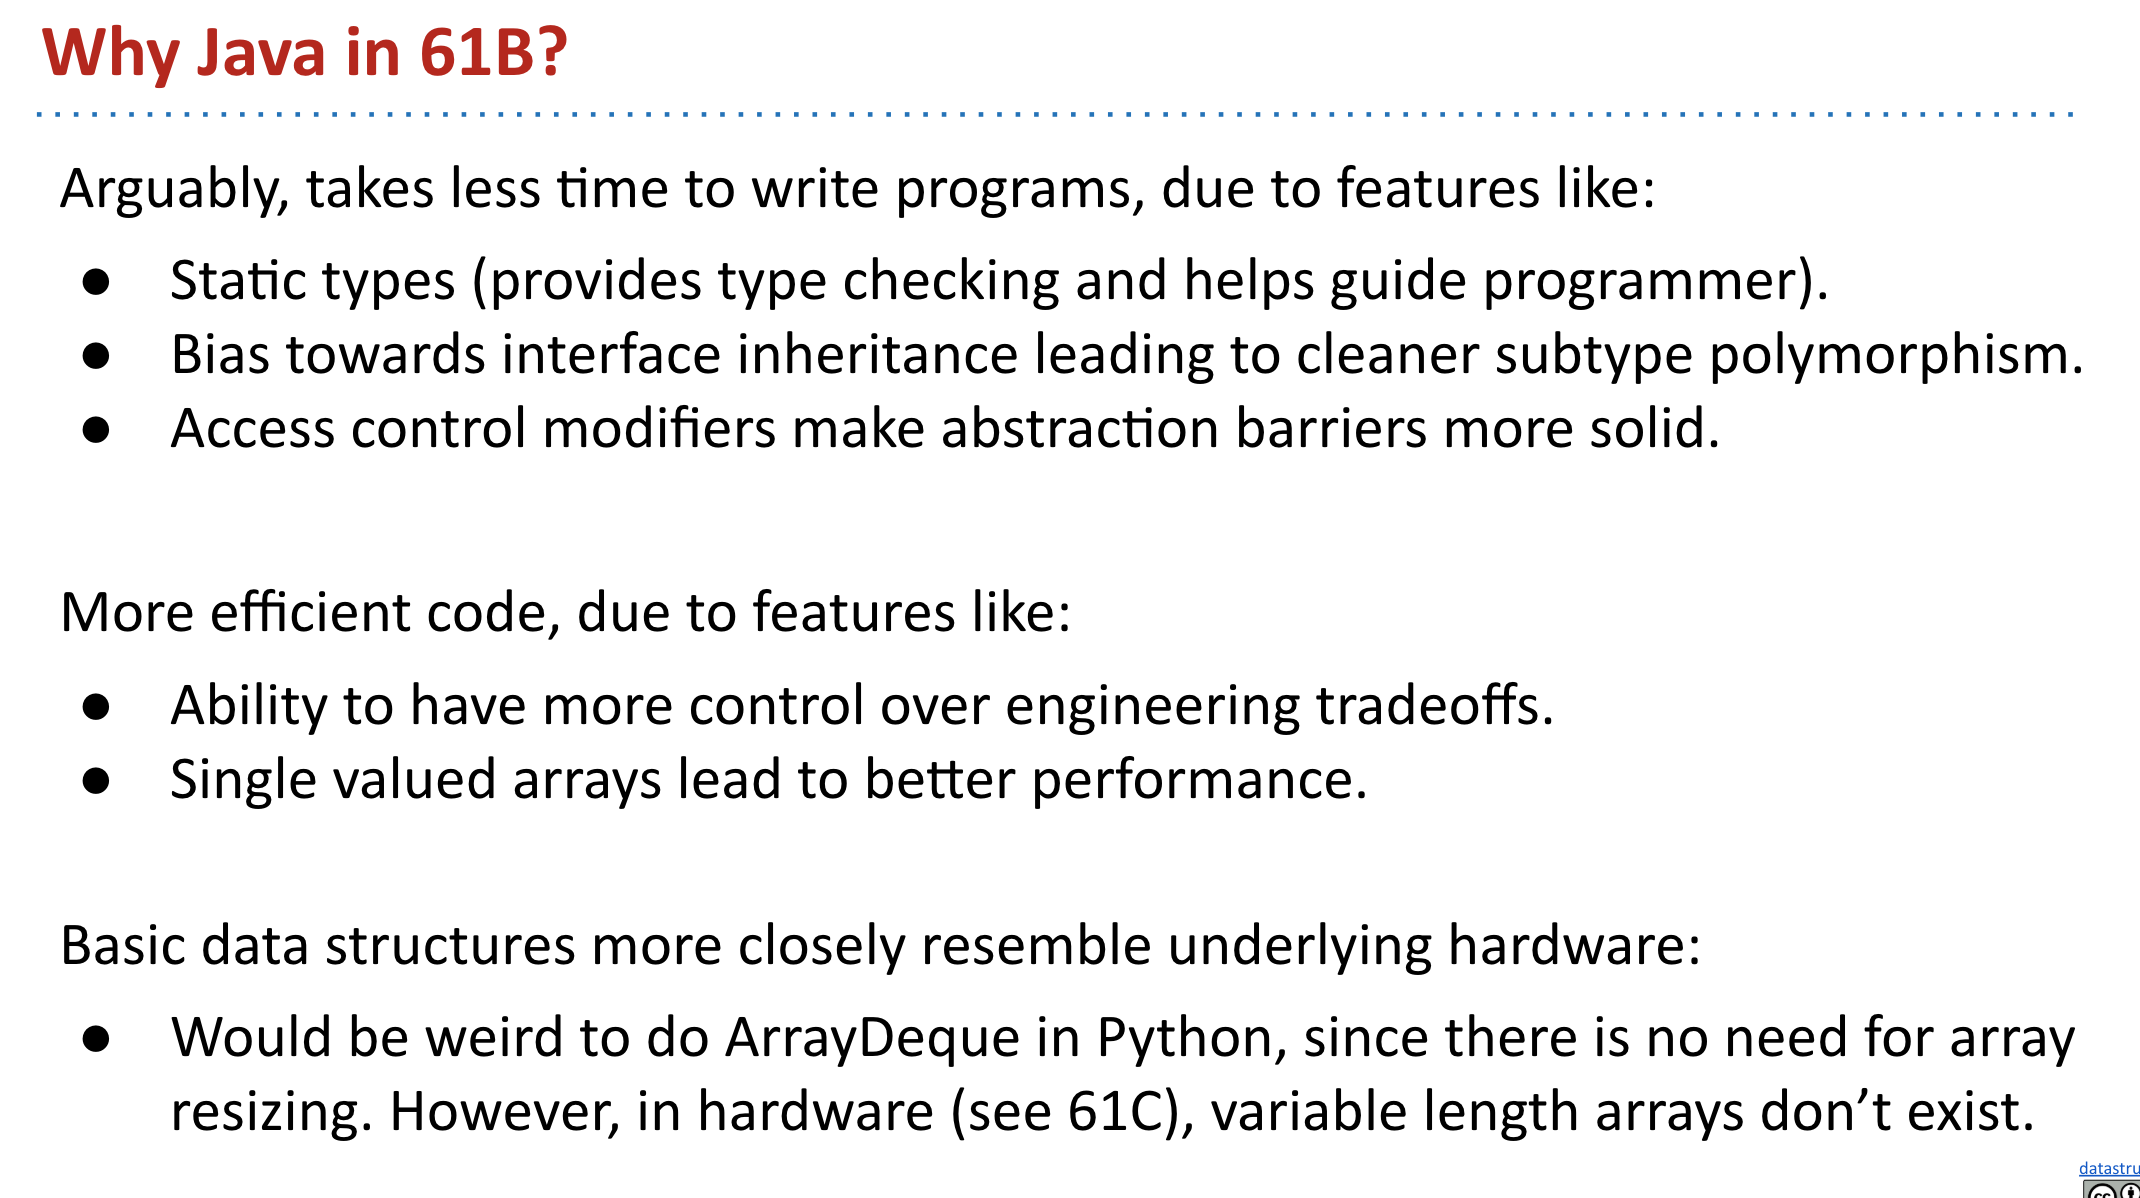 Why Java in 61B?
Arguably, takes less time to write programs, due to features like:
● Static types (provides type checking and helps guide programmer).
● Bias towards interface inheritance leading to cleaner subtype polymorphism.
● Access control modifiers make abstraction barriers more solid.
More efficient code, due to features like:
● Ability to have more control over engineering tradeoffs.
● Single valued arrays lead to better performance.
Basic data structures more closely resemble underlying hardware:
● Would be weird to do ArrayDeque in Python, since there is no need for array
resizing. However, in hardware (see 61C), variable length arrays don’t exist.
datastru